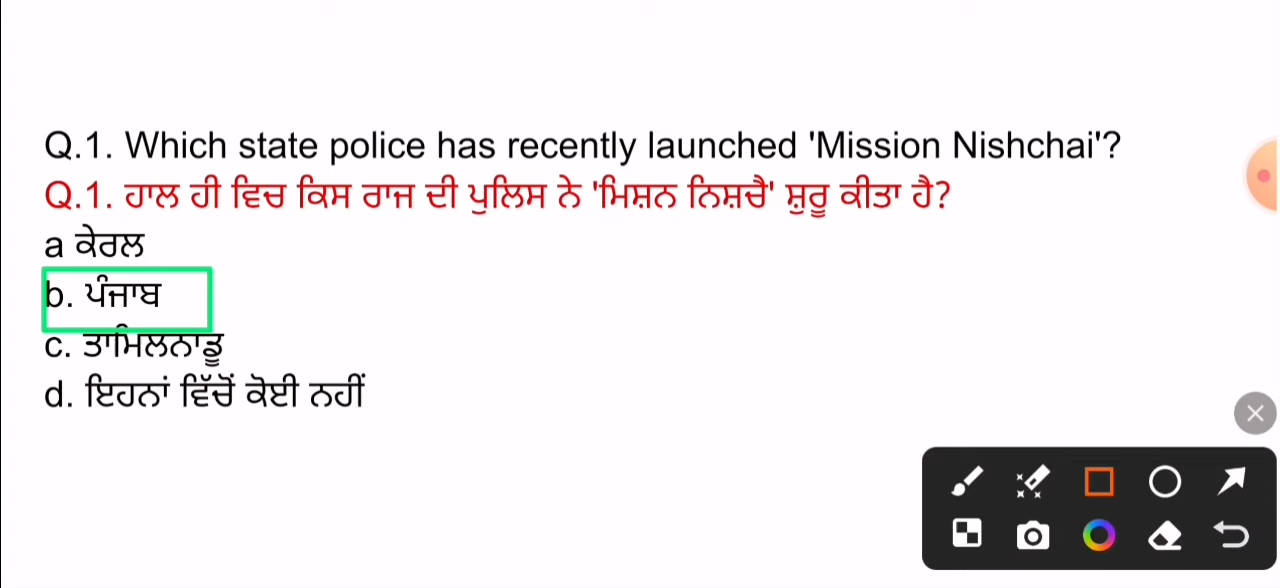 Q.1. Which state police has recently launched 'Mission Nishchai'?
Q.1. ਹਾਲ ਹੀ ਵਿਚ ਕਿਸ ਰਾਜ ਦੀ ਪੁਲਿਸ ਨੇ 'ਮਿਸ਼ਨ ਨਿਸ਼ਚੈ' ਸ਼ੁਰੂ ਕੀਤਾ ਹੈ?
a ਕੇਰਲ
b. ਪੰਜਾਬ
c. ਤਾਮਿਲਨਾਡੂ
d. ਇਹਨਾਂ ਵਿੱਚੋਂ ਕੋਈ ਨਹੀਂ